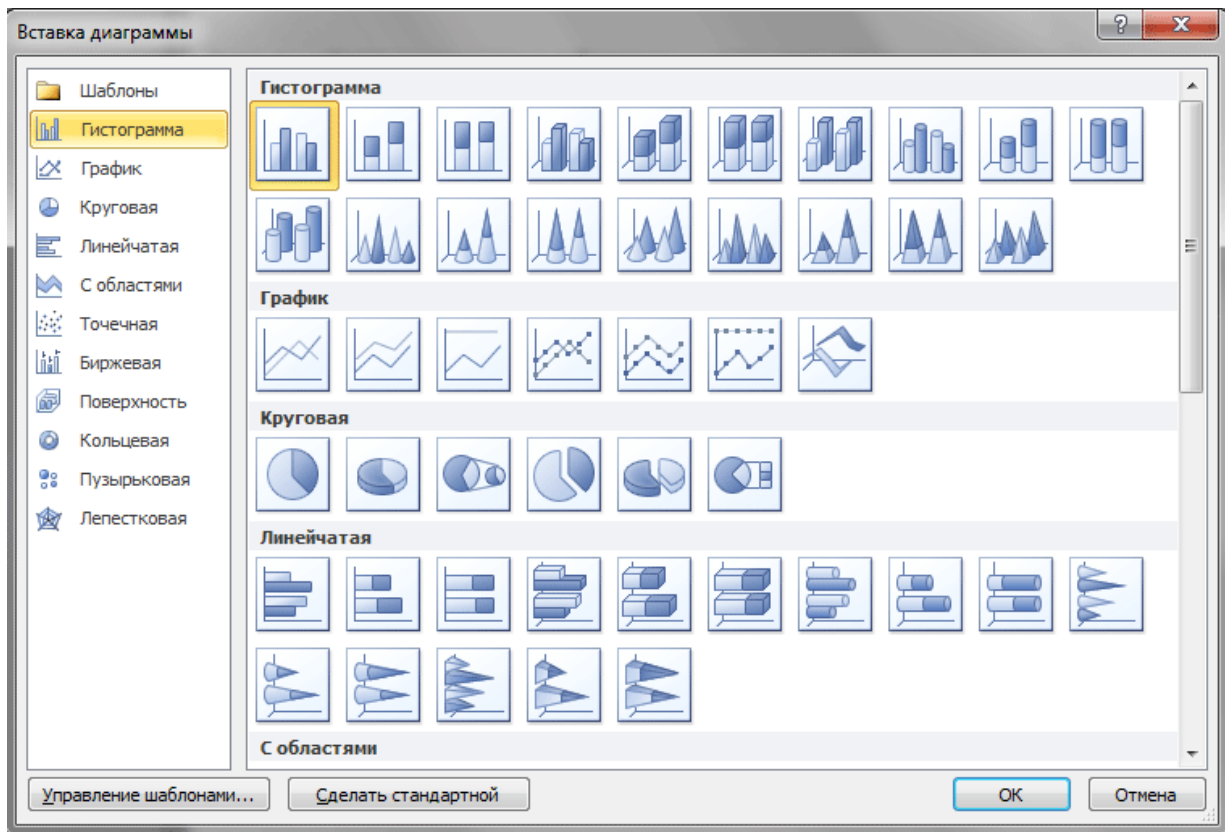 Вставка диаграммы
Шаблоны
Гистограмма
График
Круговая
Линейчатая
С областями
Точечная
Биржевая
Поверхность
Кольцевая
Пузырьковая
Лепестковая
Гистограмма
График
Круговая
Линейчатая
С областями
Управление шаблонами...
Сделать стандартной
ОК
Отмена